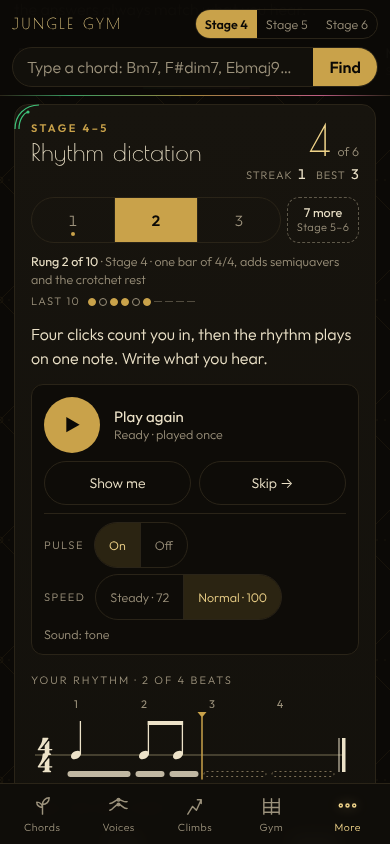 JUNGLE GYM
Stage 4 Stage 5 Stage 6
Type a chord: Bm7, F#dim7, Ebmaj9... Find
STAGE 4–5
Rhythm dictation
4 of 6
STREAK 1 BEST 3
1 2 3
7 more
Stage 5–6
Rung 2 of 10 · Stage 4 · one bar of 4/4, adds semiquavers
and the crotchet rest
LAST 10
Four clicks count you in, then the rhythm plays
on one note. Write what you hear.
Play again
Ready · played once
Show me Skip →
PULSE On Off
SPEED Steady · 72 Normal · 100
Sound: tone
YOUR RHYTHM · 2 OF 4 BEATS
1 2 3 4
4
4
Chords Voices Climbs Gym More